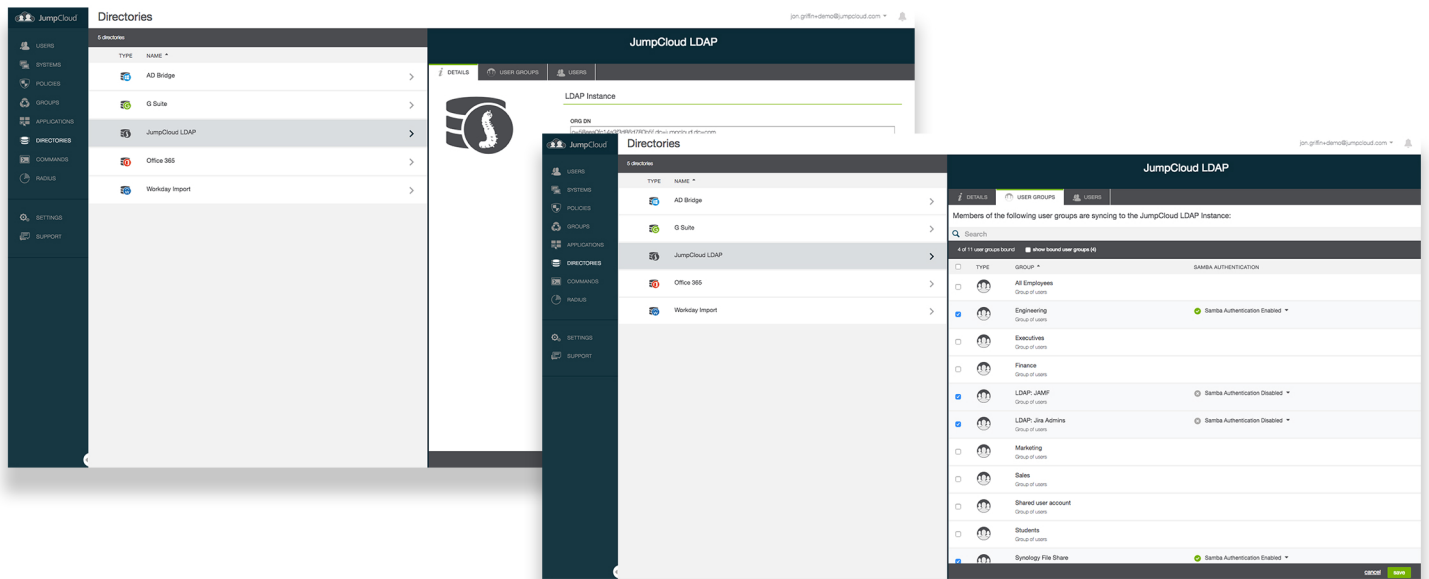 JumpCloud
Directories
jon.griffin+demo@jumpcloud.com
USERS
SYSTEMS
POLICIES
GROUPS
APPLICATIONS
DIRECTORIES
COMMANDS
RADIUS
SETTINGS
SUPPORT
5 directories
TYPE NAME
AD Bridge
G Suite
JumpCloud LDAP
Office 365
Workday Import
JumpCloud LDAP
DETAILS USER GROUPS USERS
LDAP Instance
ORG DN
JumpCloud
Directories
jon.griffin+demo@jumpcloud.com
USERS
SYSTEMS
POLICIES
GROUPS
APPLICATIONS
DIRECTORIES
COMMANDS
RADIUS
SETTINGS
SUPPORT
5 directories
TYPE NAME
AD Bridge
G Suite
JumpCloud LDAP
Office 365
Workday Import
JumpCloud LDAP
DETAILS USER GROUPS USERS
Members of the following user groups are syncing to the JumpCloud LDAP Instance:
Search
4 of 11 user groups bound show bound user groups (4)
TYPE GROUP SAMBA AUTHENTICATION
All Employees
Group of users
Engineering Samba Authentication Enabled
Group of users
Executives
Group of users
Finance
Group of users
LDAP: JAMF Samba Authentication Disabled
Group of users
LDAP: Jira Admins Samba Authentication Disabled
Group of users
Marketing
Group of users
Sales
Group of users
Shared user account
Group of users
Students
Group of users
Synology File Share Samba Authentication Enabled
cancel save